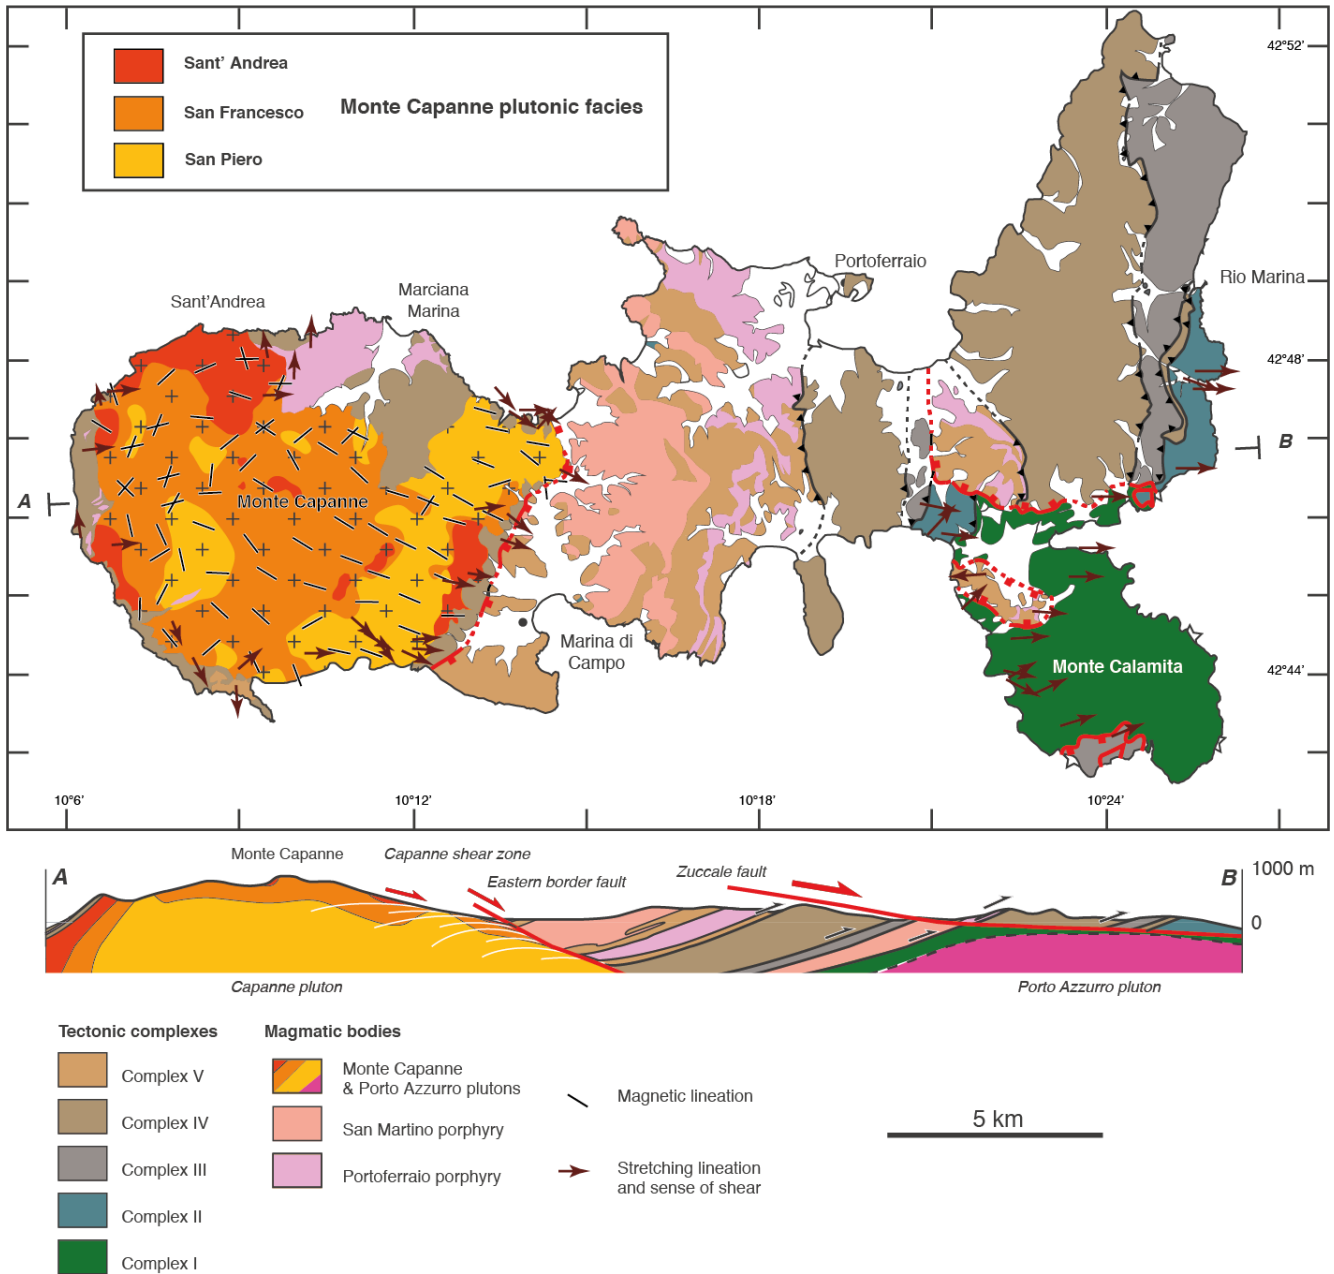 Sant' Andrea
San Francesco
San Piero
Monte Capanne plutonic facies
42°52'
Portoferraio
Rio Marina
Sant'Andrea
Marciana
Marina
42°48'
A
B
Monte Capanne
Marina di
Campo
Monte Calamita
42°44'
10°6'
10°12'
10°18'
10°24'
A
Monte Capanne
Capanne shear zone
Eastern border fault
Zuccale fault
B
1000 m
0
Capanne pluton
Porto Azzurro pluton
Tectonic complexes
Complex V
Complex IV
Complex III
Complex II
Complex I
Magmatic bodies
Monte Capanne
& Porto Azzurro plutons
San Martino porphyry
Portoferraio porphyry
Magnetic lineation
Stretching lineation
and sense of shear
5 km